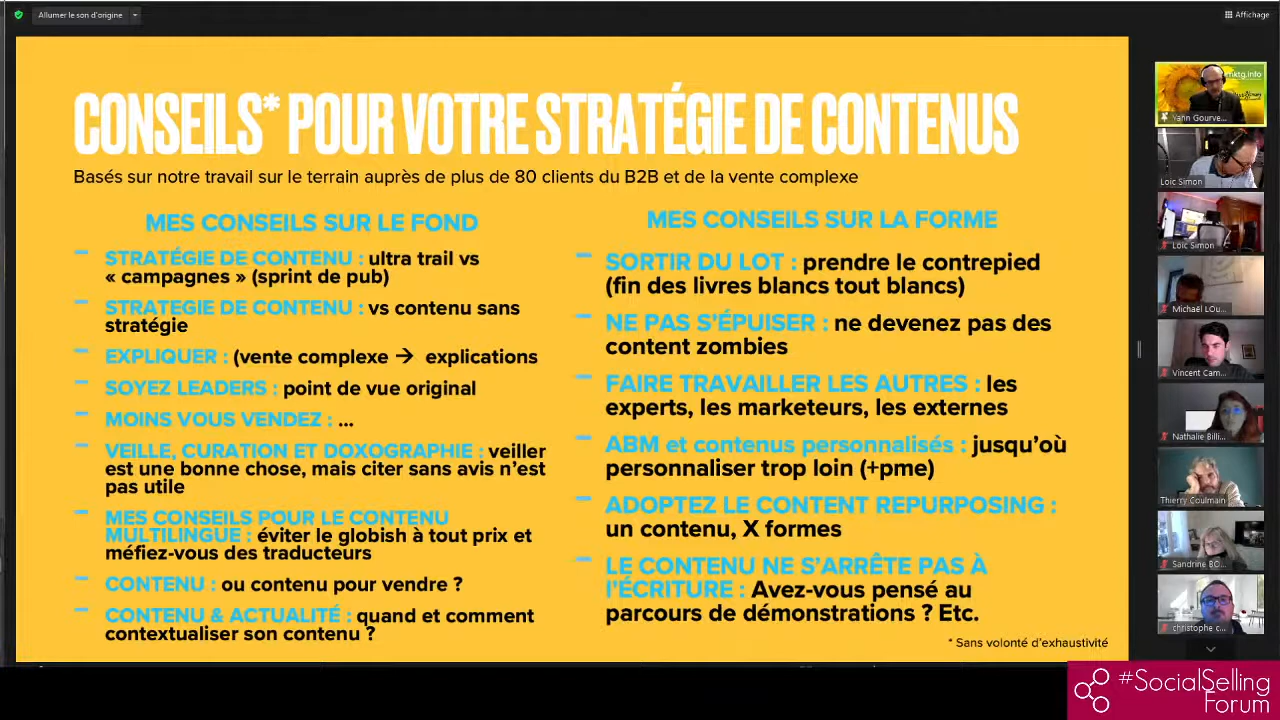 Allumer le son d'origine
Affichage
CONSEILS* POUR VOTRE STRATÉGIE DE CONTENUS
Basés sur notre travail sur le terrain auprès de plus de 80 clients du B2B et de la vente complexe
MES CONSEILS SUR LE FOND
– STRATÉGIE DE CONTENU : ultra trail vs
« campagnes » (sprint de pub)
– STRATEGIE DE CONTENU : vs contenu sans
stratégie
– EXPLIQUER : (vente complexe → explications
– SOYEZ LEADERS : point de vue original
– MOINS VOUS VENDEZ : ...
– VEILLE, CURATION ET DOXOGRAPHIE : veiller
est une bonne chose, mais citer sans avis n'est
pas utile
– MES CONSEILS POUR LE CONTENU
MULTILINGUE : éviter le globish à tout prix et
méfiez-vous des traducteurs
– CONTENU : ou contenu pour vendre ?
– CONTENU & ACTUALITÉ : quand et comment
contextualiser son contenu ?
MES CONSEILS SUR LA FORME
– SORTIR DU LOT : prendre le contrepied
(fin des livres blancs tout blancs)
– NE PAS S'ÉPUISER : ne devenez pas des
content zombies
– FAIRE TRAVAILLER LES AUTRES : les
experts, les marketeurs, les externes
– ABM et contenus personnalisés : jusqu'où
personnaliser trop loin (+pme)
– ADOPTEZ LE CONTENT REPURPOSING :
un contenu, X formes
– LE CONTENU NE S'ARRÊTE PAS À
l'ÉCRITURE : Avez-vous pensé au
parcours de démonstrations ? Etc.
* Sans volonté d'exhaustivité
Yann Gourve...
Loic Simon
Loïc Simon
Michaël LOu...
Vincent Cam...
Nathalie Billi...
Thierry Coulmain
Sandrine BO...
christophe c...
#SocialSelling
Forum